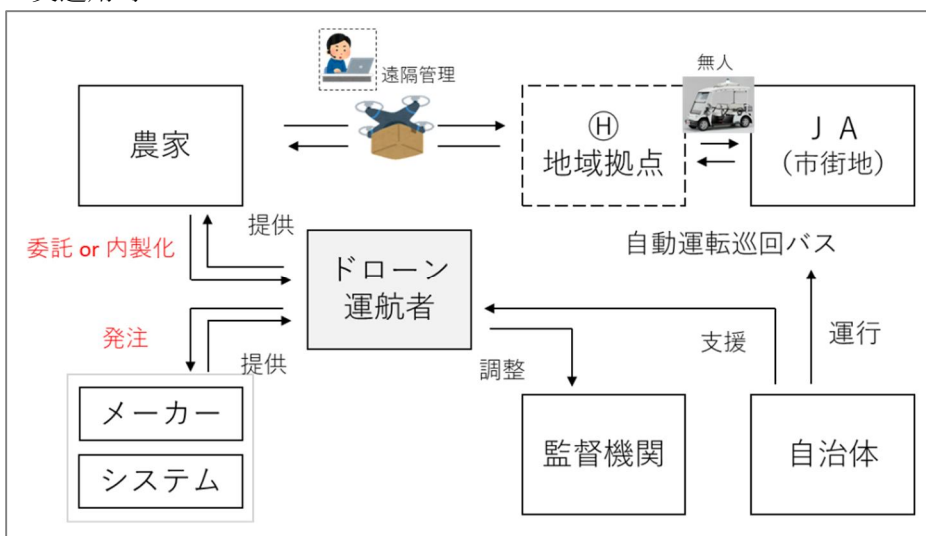 遠隔管理
無人
農家
Ⓗ
地域拠点
ＪＡ
（市街地）
委託 or 内製化
提供
自動運転巡回バス
ドローン
運航者
発注
提供
調整
支援
運行
メーカー
システム
監督機関
自治体